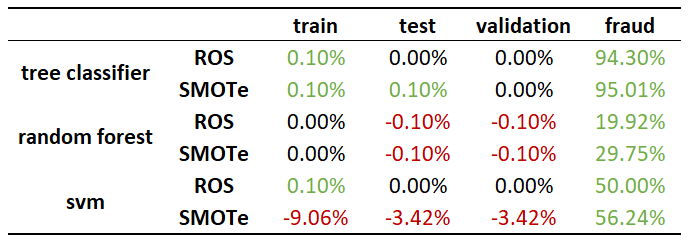 train test validation fraud
tree classifier
ROS 0.10% 0.00% 0.00% 94.30%
SMOTe 0.10% 0.10% 0.00% 95.01%
random forest
ROS 0.00% -0.10% -0.10% 19.92%
SMOTe 0.00% -0.10% -0.10% 29.75%
svm
ROS 0.10% 0.00% 0.00% 50.00%
SMOTe -9.06% -3.42% -3.42% 56.24%